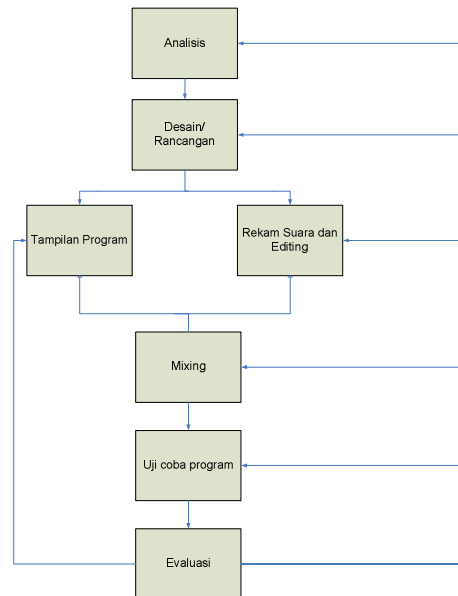 Analisis
Desain/
Rancangan
Tampilan Program
Rekam Suara dan
Editing
Mixing
Uji coba program
Evaluasi